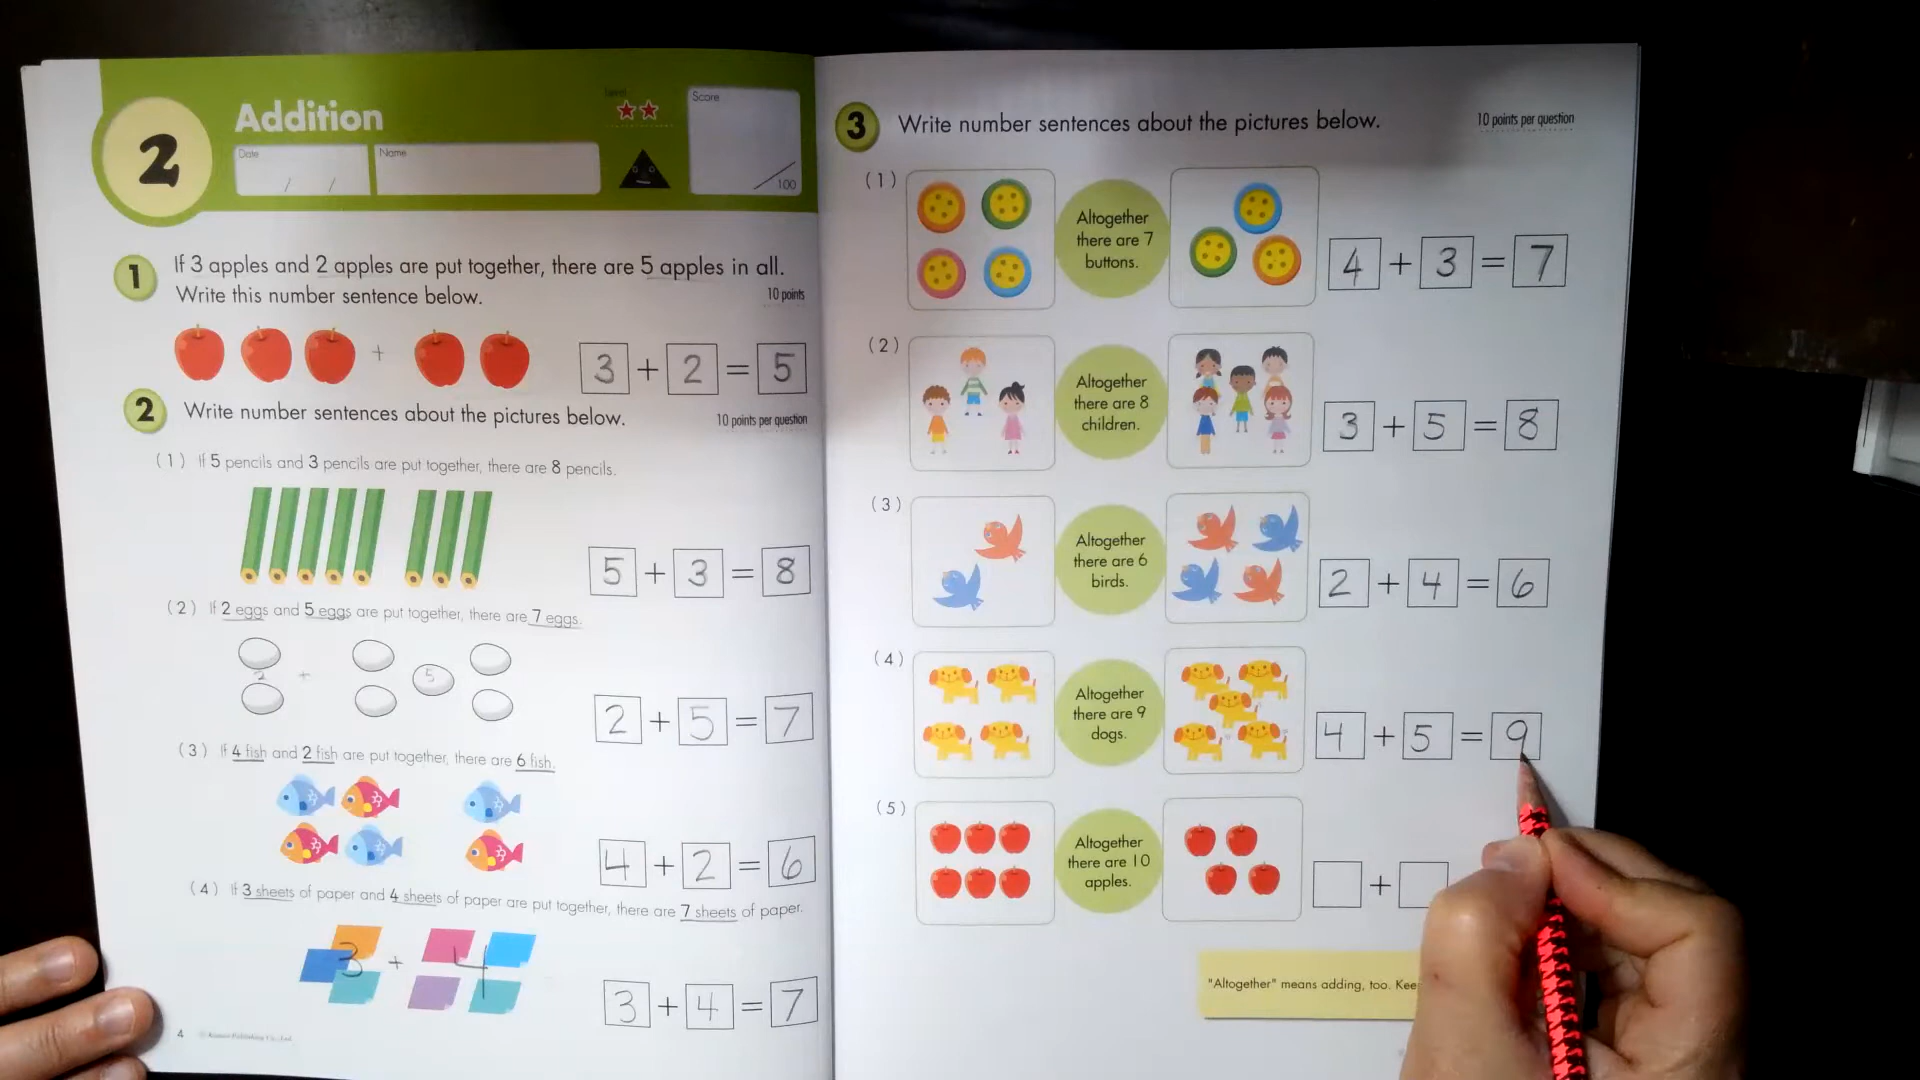 2
Addition
Level
Score
Date
Name
/ /
/100
1
If 3 apples and 2 apples are put together, there are 5 apples in all.
Write this number sentence below.
10 points
+
3 + 2 = 5
2
Write number sentences about the pictures below.
10 points per question
(1) If 5 pencils and 3 pencils are put together, there are 8 pencils.
5 + 3 = 8
(2) If 2 eggs and 5 eggs are put together, there are 7 eggs.
2 + 5
2 + 5 = 7
(3) If 4 fish and 2 fish are put together, there are 6 fish.
4 + 2 = 6
(4) If 3 sheets of paper and 4 sheets of paper are put together, there are 7 sheets of paper.
3 + 4
3 + 4 = 7
4
3
Write number sentences about the pictures below.
10 points per question
(1)
Altogether
there are 7
buttons.
4 + 3 = 7
(2)
Altogether
there are 8
children.
3 + 5 = 8
(3)
Altogether
there are 6
birds.
2 + 4 = 6
(4)
Altogether
there are 9
dogs.
4 + 5 = 9
(5)
Altogether
there are 10
apples.
+
"Altogether" means adding, too.